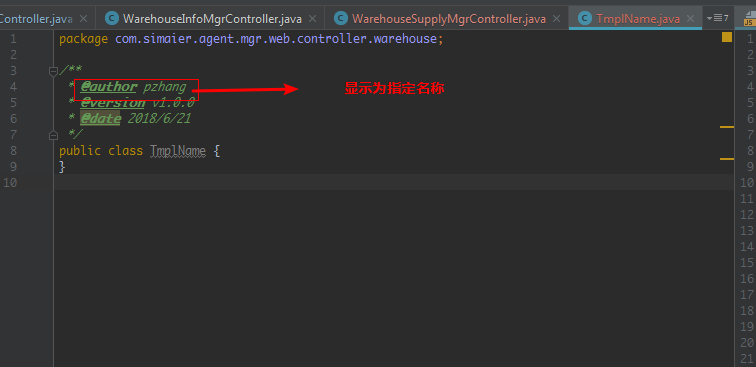 Controller.java × WarehouseInfoMgrController.java × WarehouseSupplyMgrController.java × TmplName.java × 7 JS
1 package com.simaier.agent.mgr.web.controller.warehouse; 1
2
3 /** 3
4 * @author pzhang 显示为指定名称 4
5 * @version v1.0.0 5
6 * @date 2018/6/21 6
7 */ 7
8 public class TmplName { 8
9 } 9
10 10
11
12
13
14
15
16
17
18
19
20
21